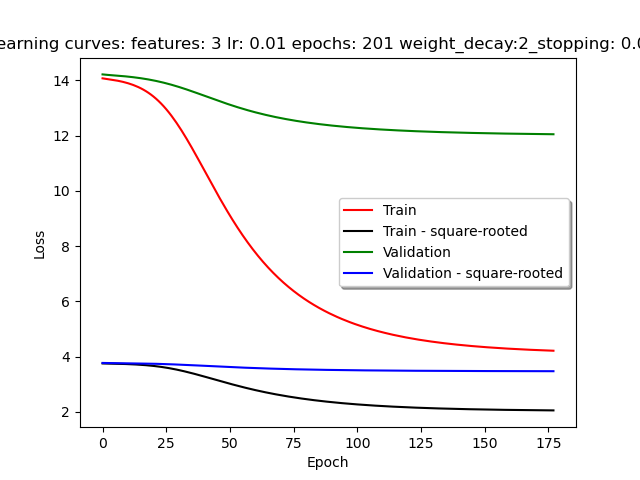 earning curves: features: 3 lr: 0.01 epochs: 201 weight_decay:2_stopping: 0.0
14
12
10
8
6
4
2
Loss
Train
Train - square-rooted
Validation
Validation - square-rooted
0 25 50 75 100 125 150 175
Epoch